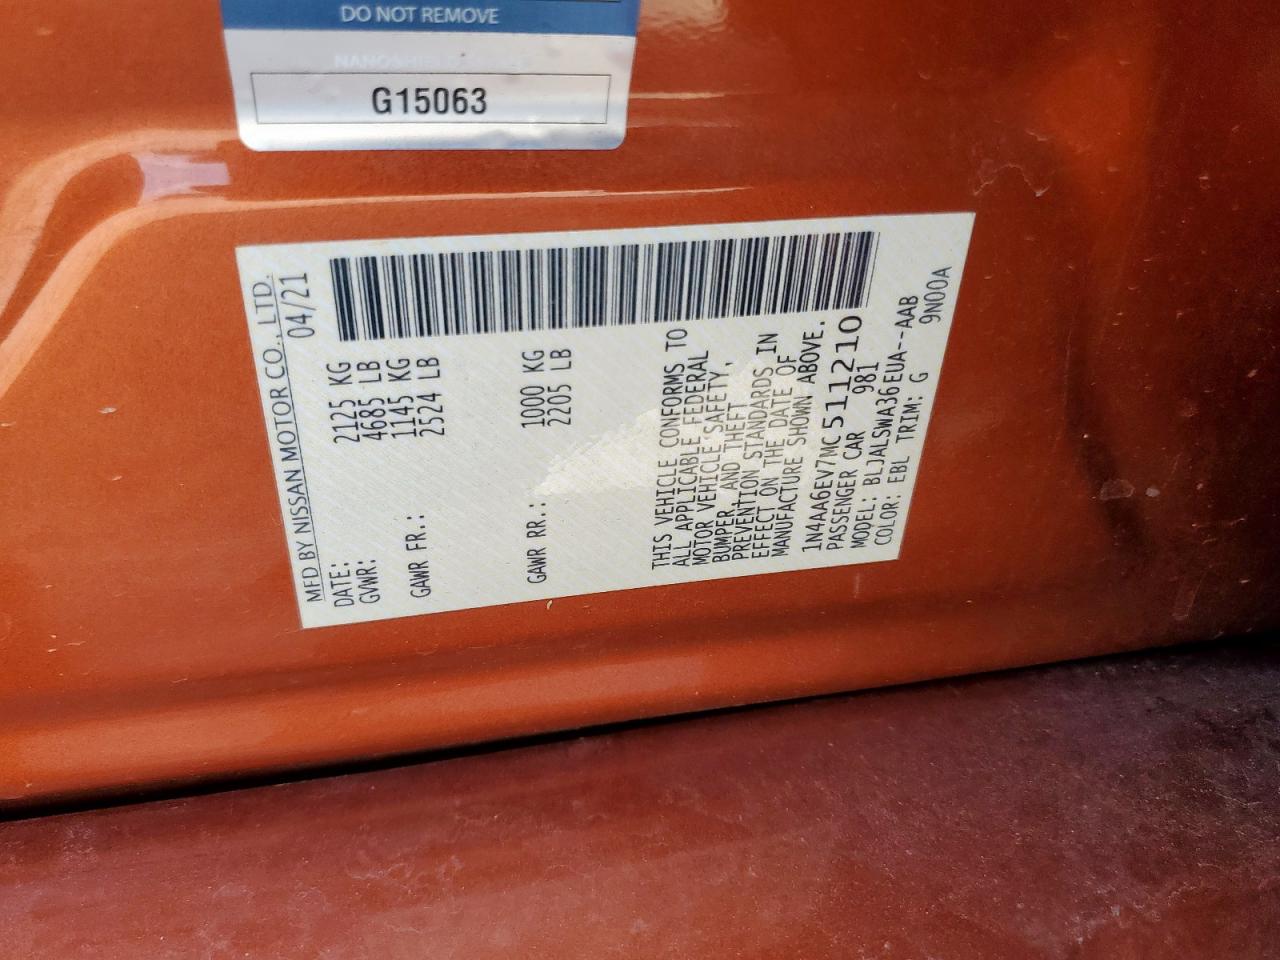 DO NOT REMOVE
G15063
MFD BY NISSAN MOTOR CO., LTD.
DATE: 04/21
GVWR: 2125 KG
4685 LB
GAWR FR.: 1145 KG
2524 LB
GAWR RR.: 1000 KG
2205 LB
THIS VEHICLE CONFORMS TO
ALL APPLICABLE FEDERAL
MOTOR VEHICLE SAFETY,
BUMPER, AND THEFT
PREVENTION STANDARDS IN
EFFECT ON THE DATE OF
MANUFACTURE SHOWN ABOVE.
1N4AA6EV7MC511210
PASSENGER CAR 981
MODEL: BLJALSWA36EUA--AAB
COLOR: EBL TRIM: G 9N00A